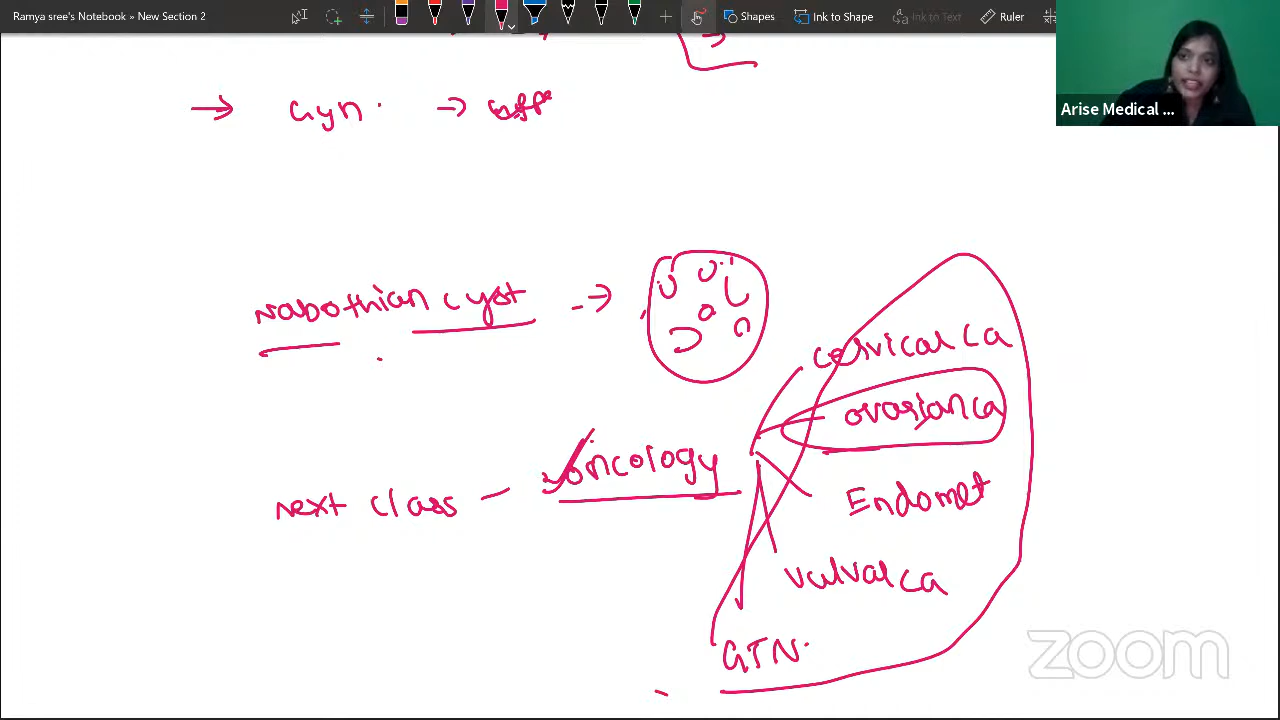 Ramya sree's Notebook » New Section 2
Shapes
Ink to Shape
Ink to Text
Ruler
Arise Medical ...
→ Gyn. →
Nabothian cyst - →
cervical ca
ovarian ca
next class - oncology
Endomet
vulval ca
GTN.
zoom